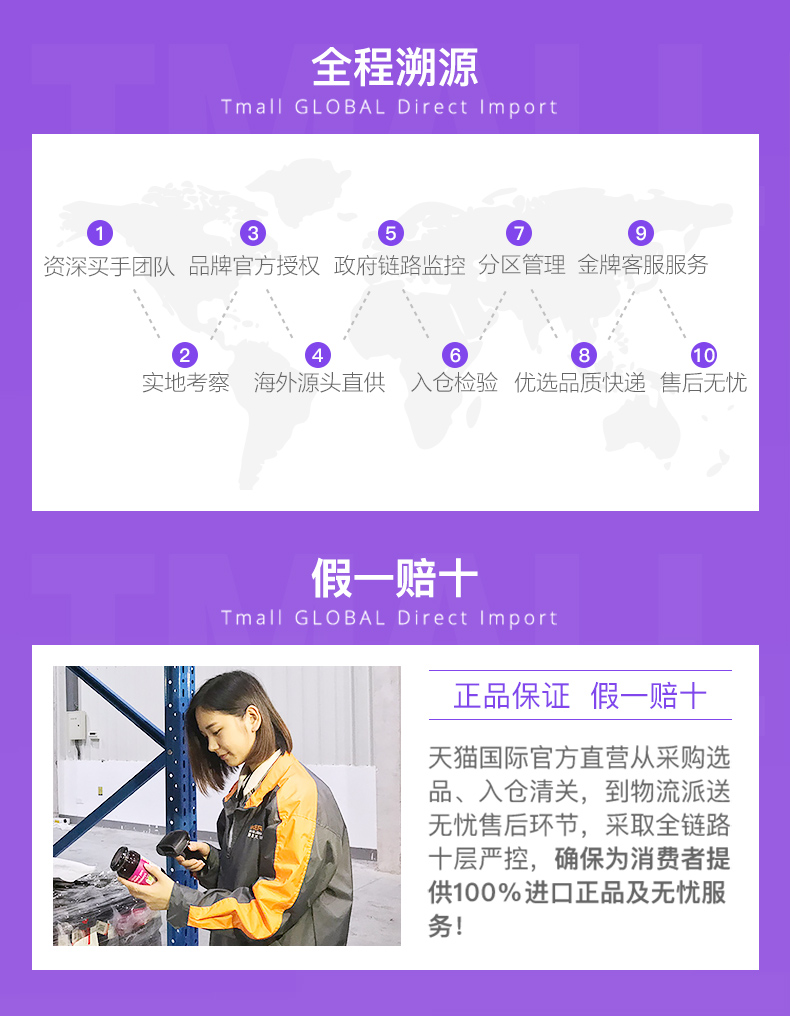 全程溯源
Tmall GLOBAL Direct Import
1 3 5 7 9
资深买手团队 品牌官方授权 政府链路监控 分区管理 金牌客服服务
2 4 6 8 10
实地考察 海外源头直供 入仓检验 优选品质快递 售后无忧
假一赔十
Tmall GLOBAL Direct Import
正品保证 假一赔十
天猫国际官方直营从采购选
品、入仓清关，到物流派送
无忧售后环节，采取全链路
十层严控，确保为消费者提
供100%进口正品及无忧服
务！